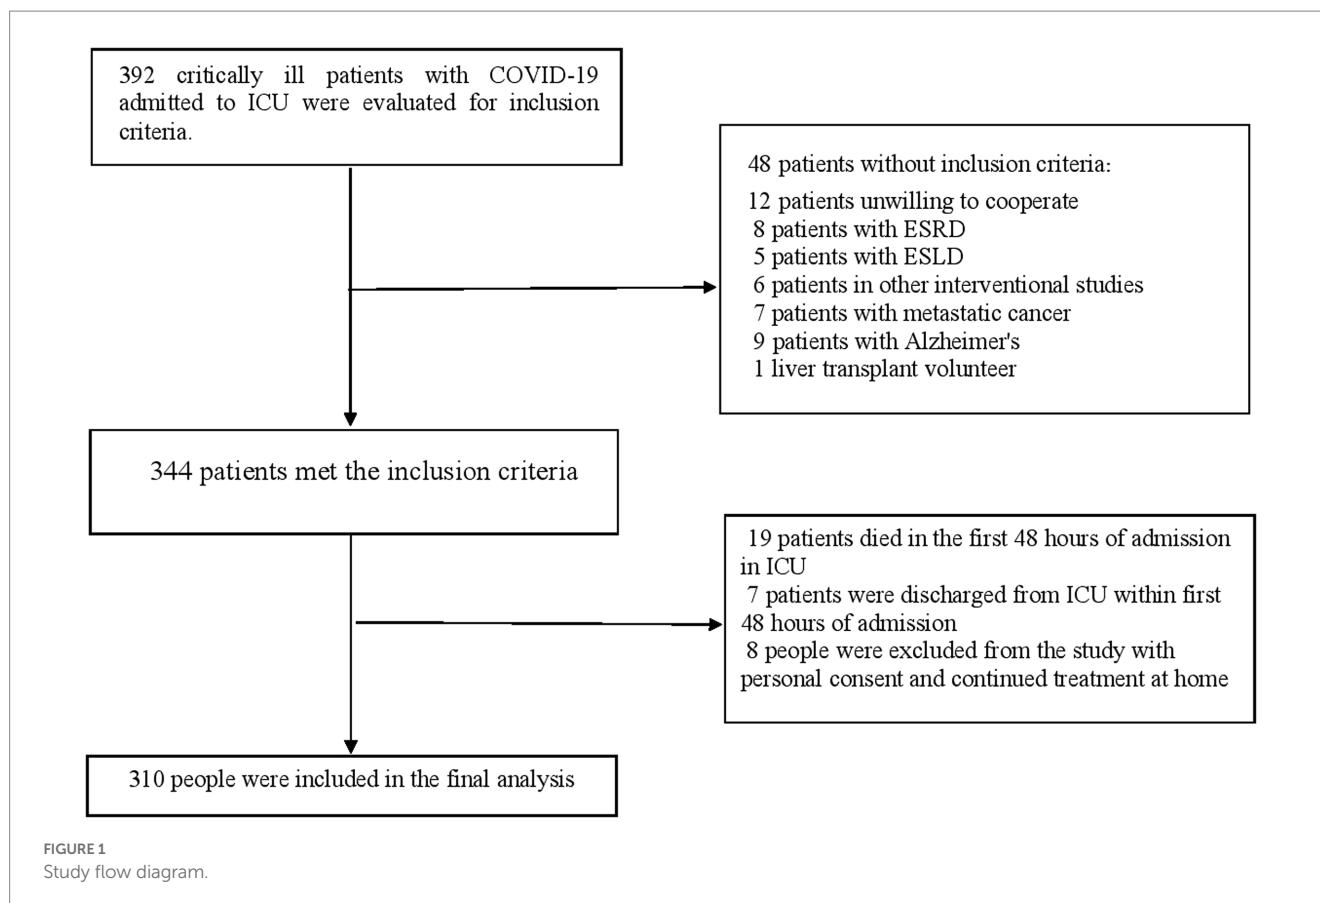 392 critically ill patients with COVID-19
admitted to ICU were evaluated for inclusion
criteria.
48 patients without inclusion criteria:
12 patients unwilling to cooperate
8 patients with ESRD
5 patients with ESLD
6 patients in other interventional studies
7 patients with metastatic cancer
9 patients with Alzheimer's
1 liver transplant volunteer
344 patients met the inclusion criteria
19 patients died in the first 48 hours of admission
in ICU
7 patients were discharged from ICU within first
48 hours of admission
8 people were excluded from the study with
personal consent and continued treatment at home
310 people were included in the final analysis
FIGURE 1
Study flow diagram.